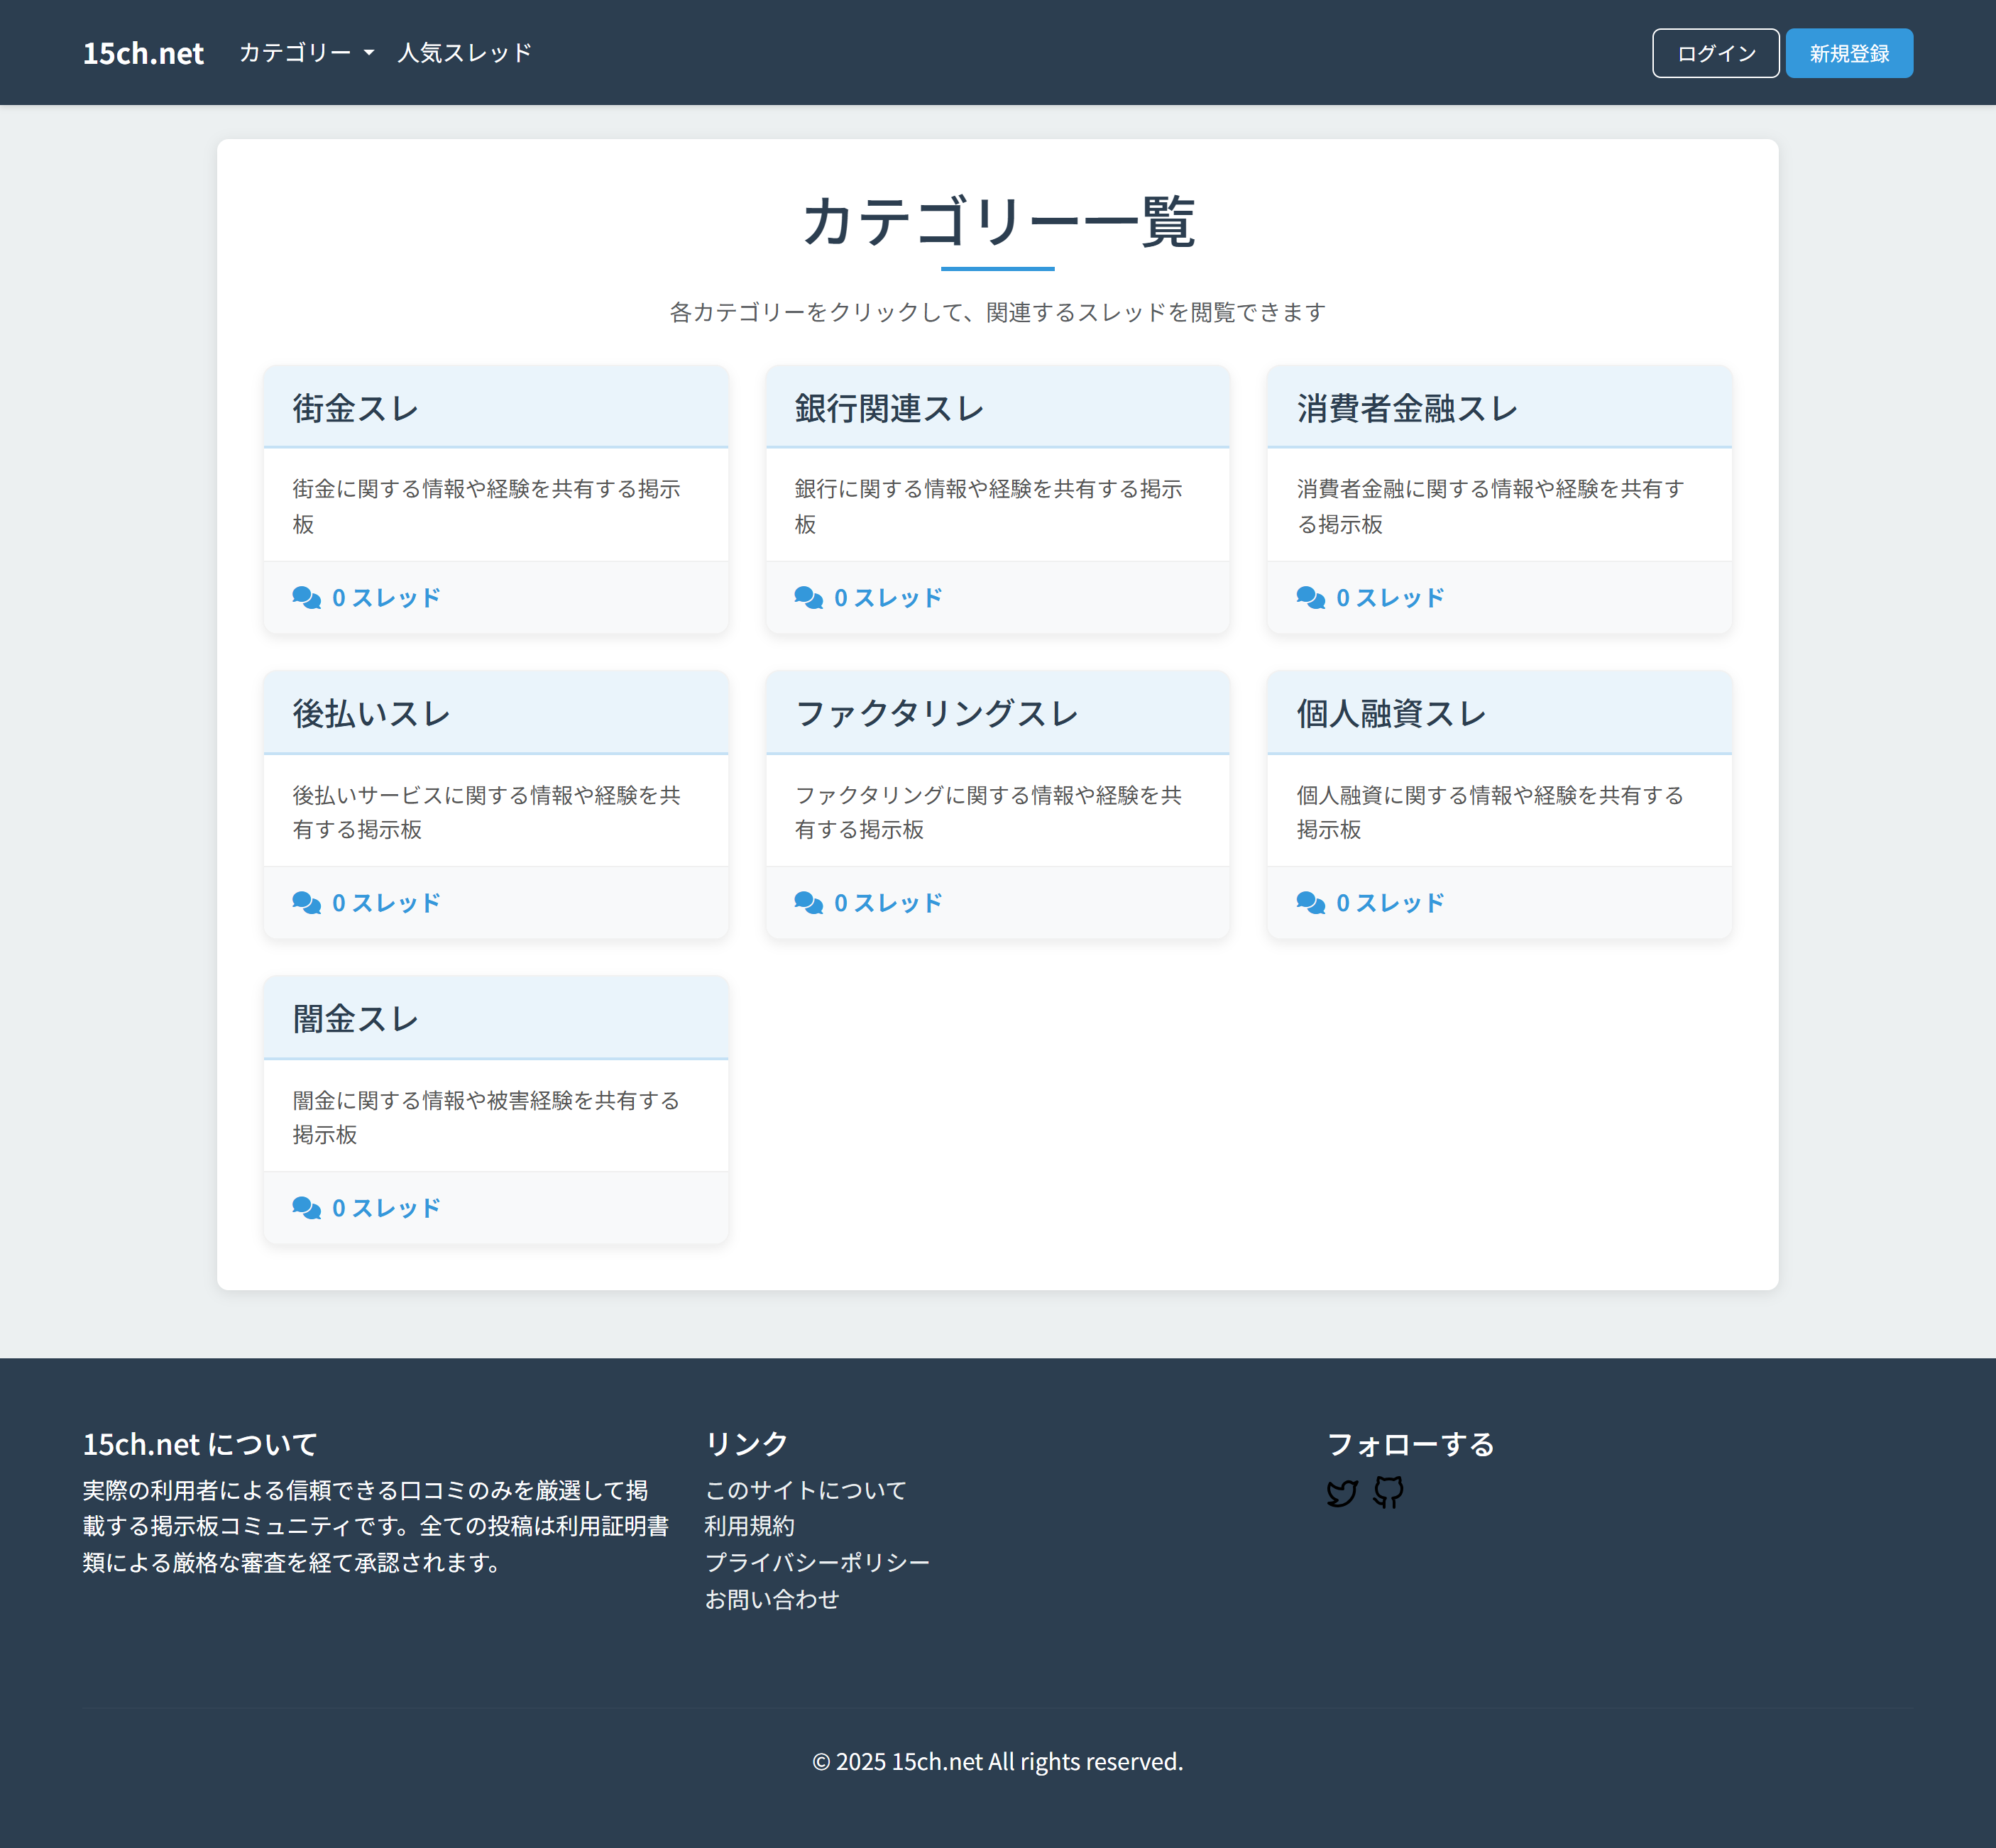 15ch.net カテゴリー 人気スレッド ログイン 新規登録
カテゴリー一覧
各カテゴリーをクリックして、関連するスレッドを閲覧できます
街金スレ
街金に関する情報や経験を共有する掲示
板
0 スレッド
銀行関連スレ
銀行に関する情報や経験を共有する掲示
板
0 スレッド
消費者金融スレ
消費者金融に関する情報や経験を共有す
る掲示板
0 スレッド
後払いスレ
後払いサービスに関する情報や経験を共
有する掲示板
0 スレッド
ファクタリングスレ
ファクタリングに関する情報や経験を共
有する掲示板
0 スレッド
個人融資スレ
個人融資に関する情報や経験を共有する
掲示板
0 スレッド
闇金スレ
闇金に関する情報や被害経験を共有する
掲示板
0 スレッド
15ch.net について
実際の利用者による信頼できる口コミのみを厳選して掲
載する掲示板コミュニティです。全ての投稿は利用証明書
類による厳格な審査を経て承認されます。
リンク
このサイトについて
利用規約
プライバシーポリシー
お問い合わせ
フォローする
© 2025 15ch.net All rights reserved.